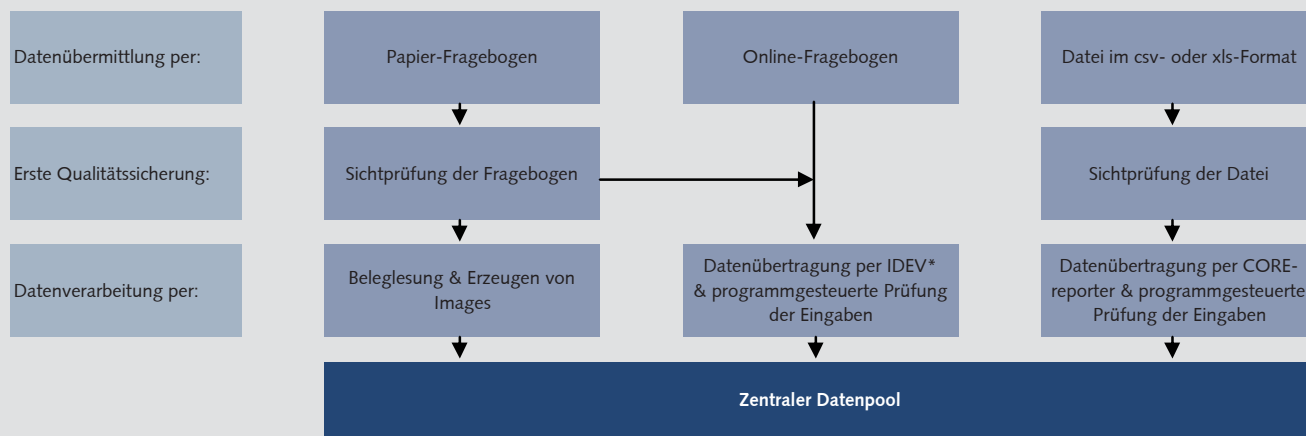 Datenübermittlung per:
Papier-Fragebogen
Online-Fragebogen
Datei im csv- oder xls-Format
Erste Qualitätssicherung:
Sichtprüfung der Fragebogen
Sichtprüfung der Datei
Datenverarbeitung per:
Beleglesung & Erzeugen von
Images
Datenübertragung per IDEV*
& programmgesteuerte Prüfung
der Eingaben
Datenübertragung per CORE-
reporter & programmgesteuerte
Prüfung der Eingaben
Zentraler Datenpool